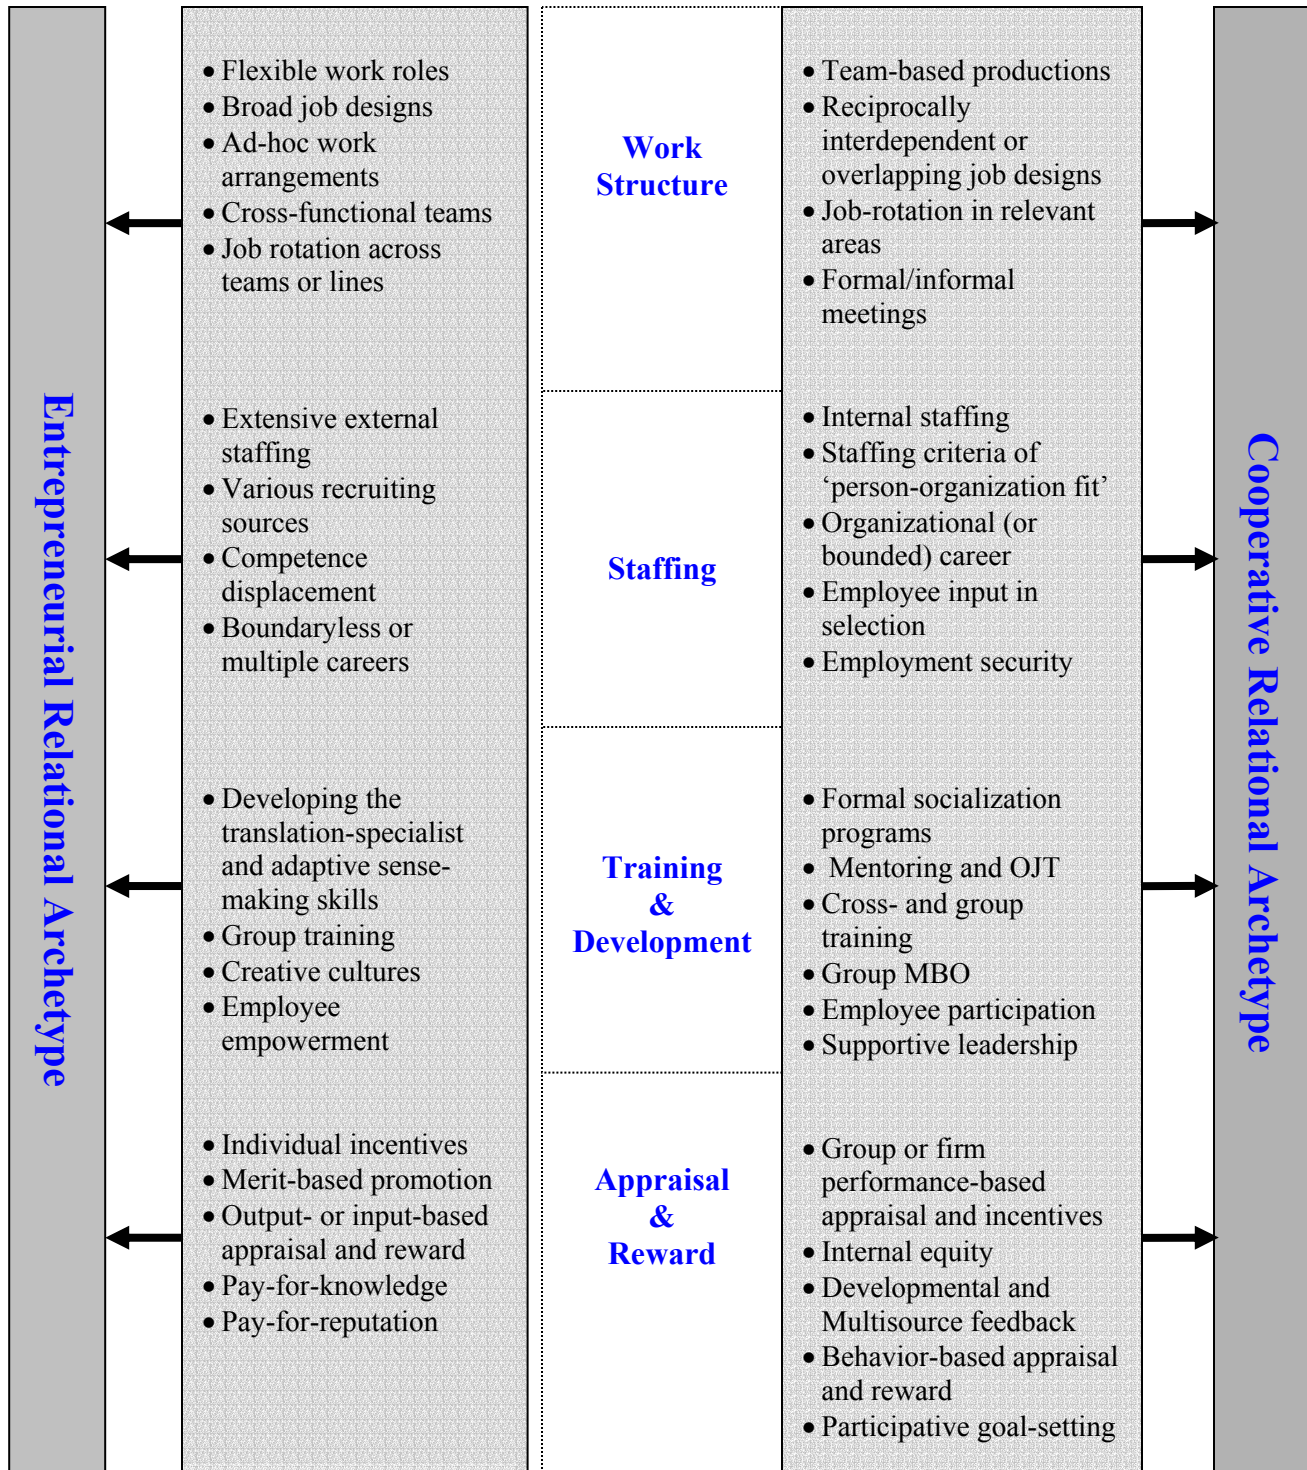 Entrepreneurial Relational Archetype
• Flexible work roles
• Broad job designs
• Ad-hoc work
arrangements
• Cross-functional teams
• Job rotation across
teams or lines
Work
Structure
• Team-based productions
• Reciprocally
interdependent or
overlapping job designs
• Job-rotation in relevant
areas
• Formal/informal
meetings
• Extensive external
staffing
• Various recruiting
sources
• Competence
displacement
• Boundaryless or
multiple careers
Staffing
• Internal staffing
• Staffing criteria of
‘person-organization fit’
• Organizational (or
bounded) career
• Employee input in
selection
• Employment security
• Developing the
translation-specialist
and adaptive sense-
making skills
• Group training
• Creative cultures
• Employee
empowerment
Training
&
Development
• Formal socialization
programs
• Mentoring and OJT
• Cross- and group
training
• Group MBO
• Employee participation
• Supportive leadership
• Individual incentives
• Merit-based promotion
• Output- or input-based
appraisal and reward
• Pay-for-knowledge
• Pay-for-reputation
Appraisal
&
Reward
• Group or firm
performance-based
appraisal and incentives
• Internal equity
• Developmental and
Multisource feedback
• Behavior-based appraisal
and reward
• Participative goal-setting
Cooperative Relational Archetype